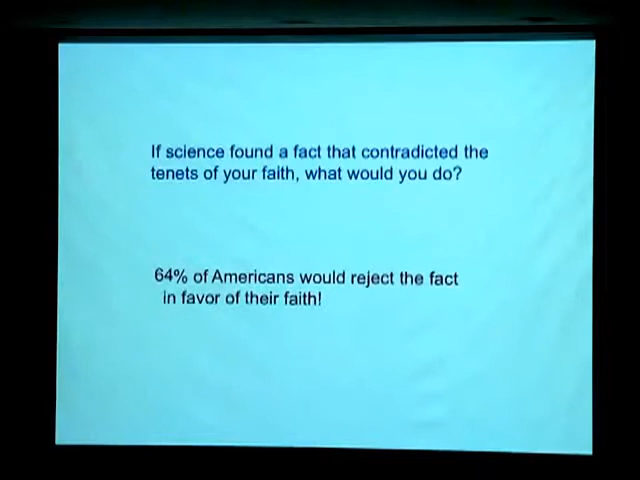 If science found a fact that contradicted the
tenets of your faith, what would you do?
64% of Americans would reject the fact
in favor of their faith!